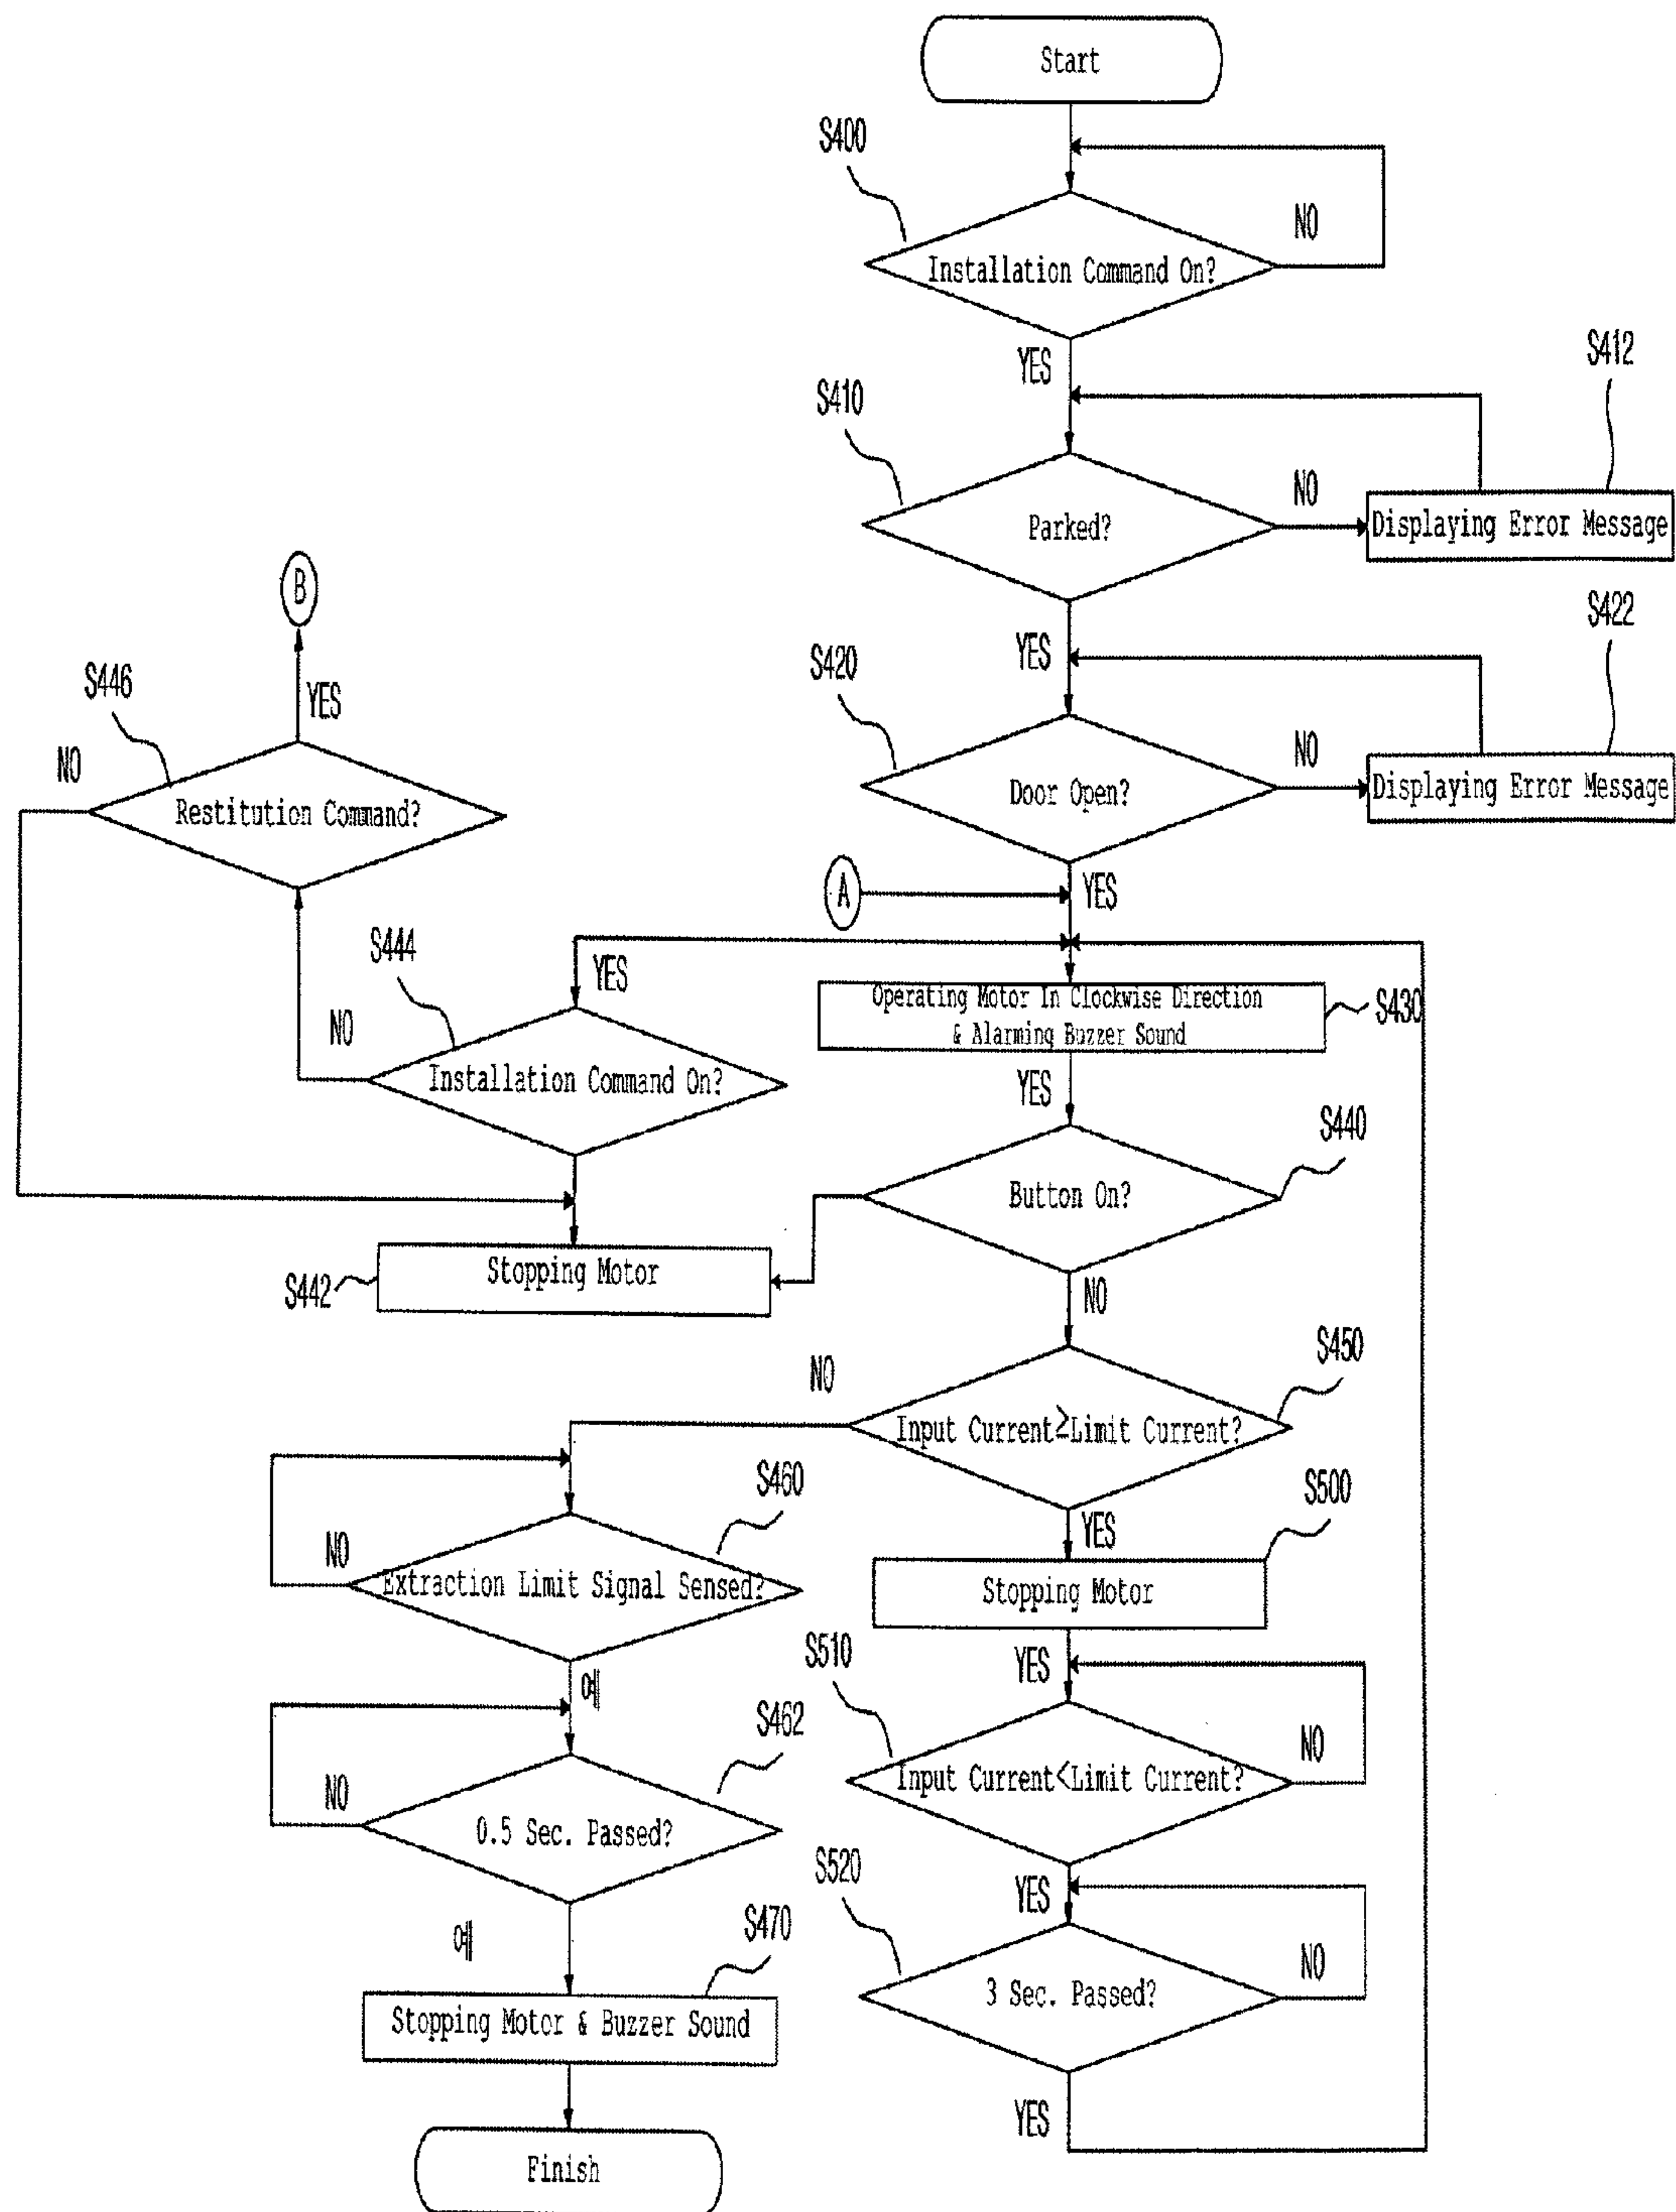 Start
S400
NO
Installation Command On?
YES
S412
S410
NO
Parked?
Displaying Error Message
B
YES
S422
S420
S446
YES
NO
NO
Door Open?
Displaying Error Message
Restitution Command?
A
YES
S444
YES
NO
Operating Motor In Clockwise Direction
& Alarming Buzzer Sound
S430
Installation Command On?
YES
S440
Button On?
Stopping Motor
S442
NO
S450
NO
Input Current≥Limit Current?
S460
S500
YES
NO
Extraction Limit Signal Sensed?
Stopping Motor
S510
YES
예
S462
NO
NO
Input Current<Limit Current?
0.5 Sec. Passed?
S520
YES
예
S470
NO
3 Sec. Passed?
Stopping Motor & Buzzer Sound
YES
Finish